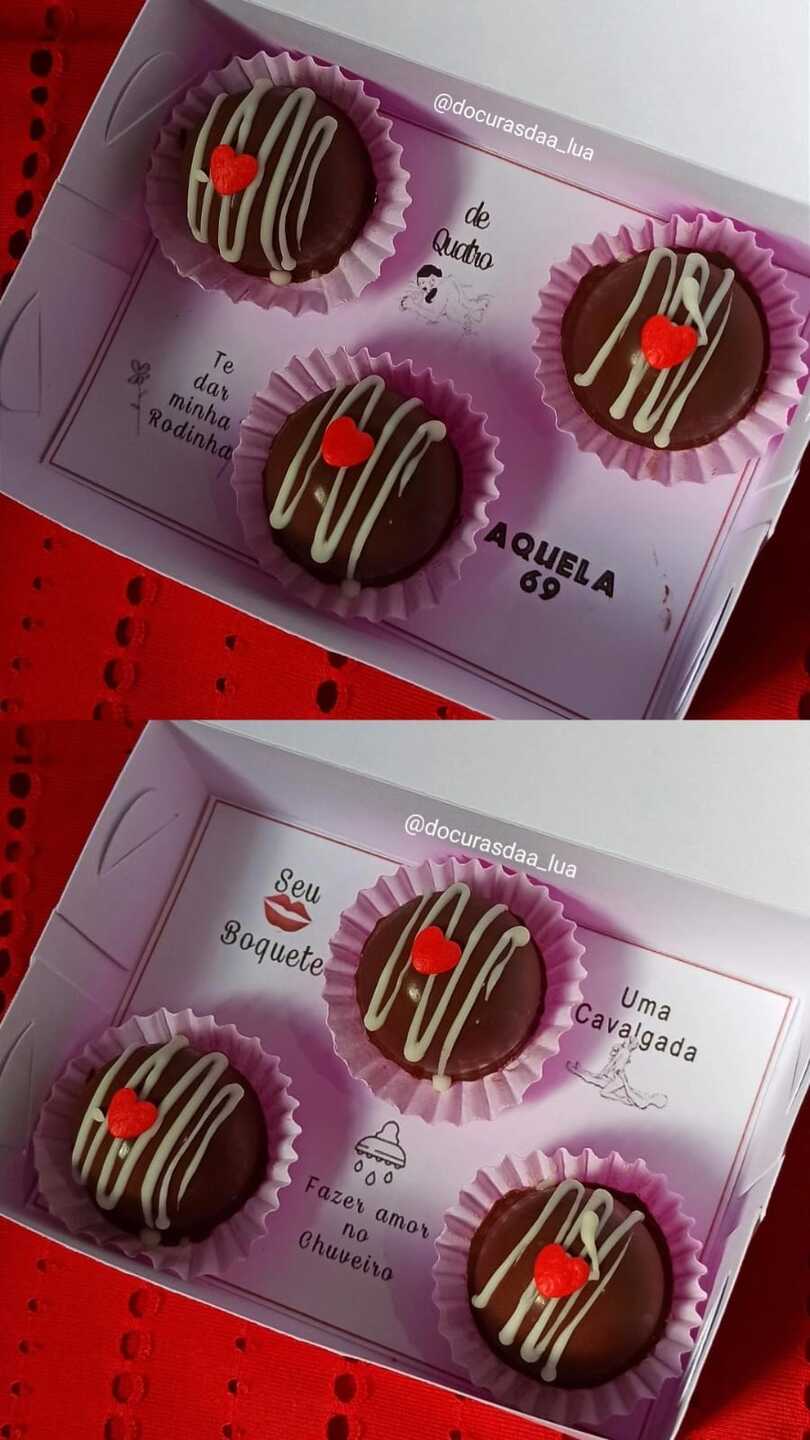 @docurasdaa_lua
de
Quatro
Te
dar
minha
Rodinha
AQUELA
69
@docurasdaa_lua
Seu
Boquete
Uma
Cavalgada
Fazer amor
no
Chuveiro